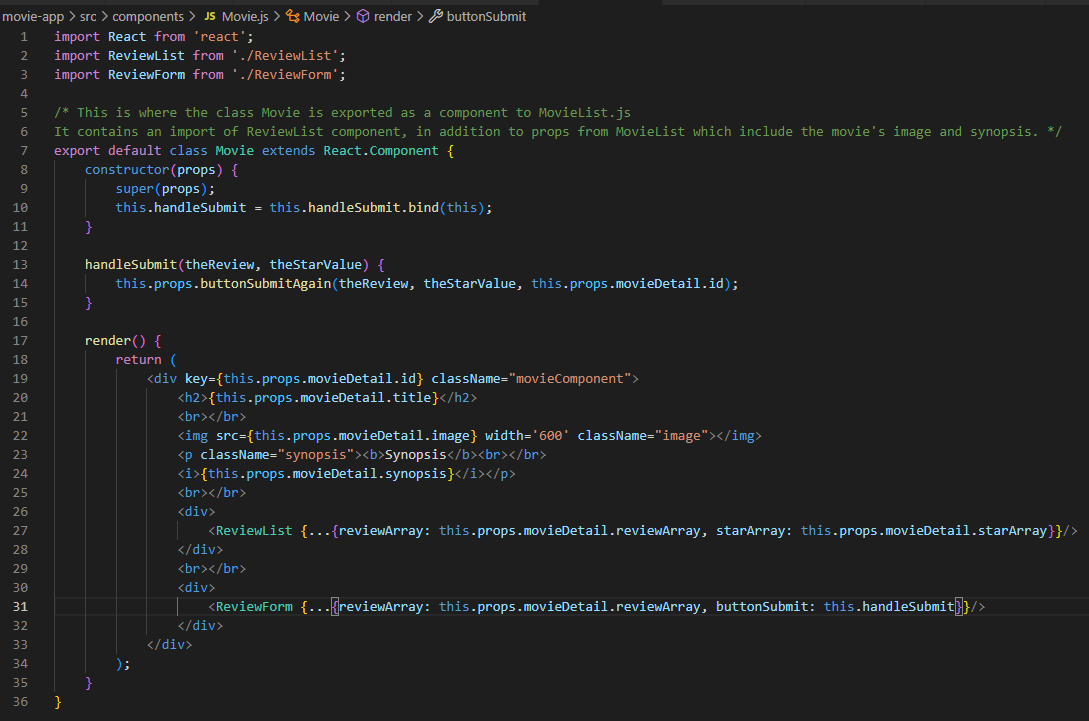 movie-app > src > components > JS Movie.js > Movie > render > buttonSubmit
1 import React from 'react';
2 import ReviewList from './ReviewList';
3 import ReviewForm from './ReviewForm';
4
5 /* This is where the class Movie is exported as a component to MovieList.js
6 It contains an import of ReviewList component, in addition to props from MovieList which include the movie's image and synopsis. */
7 export default class Movie extends React.Component {
8     constructor(props) {
9         super(props);
10         this.handleSubmit = this.handleSubmit.bind(this);
11     }
12
13     handleSubmit(theReview, theStarValue) {
14         this.props.buttonSubmitAgain(theReview, theStarValue, this.props.movieDetail.id);
15     }
16
17     render() {
18         return (
19             <div key={this.props.movieDetail.id} className="movieComponent">
20                 <h2>{this.props.movieDetail.title}</h2>
21                 <br></br>
22                 <img src={this.props.movieDetail.image} width='600' className="image"></img>
23                 <p className="synopsis"><b>Synopsis</b><br></br>
24                 <i>{this.props.movieDetail.synopsis}</i></p>
25                 <br></br>
26                 <div>
27                     <ReviewList {...{reviewArray: this.props.movieDetail.reviewArray, starArray: this.props.movieDetail.starArray}}/>
28                 </div>
29                 <br></br>
30                 <div>
31                     <ReviewForm {...{reviewArray: this.props.movieDetail.reviewArray, buttonSubmit: this.handleSubmit}}/>
32                 </div>
33             </div>
34         );
35     }
36 }